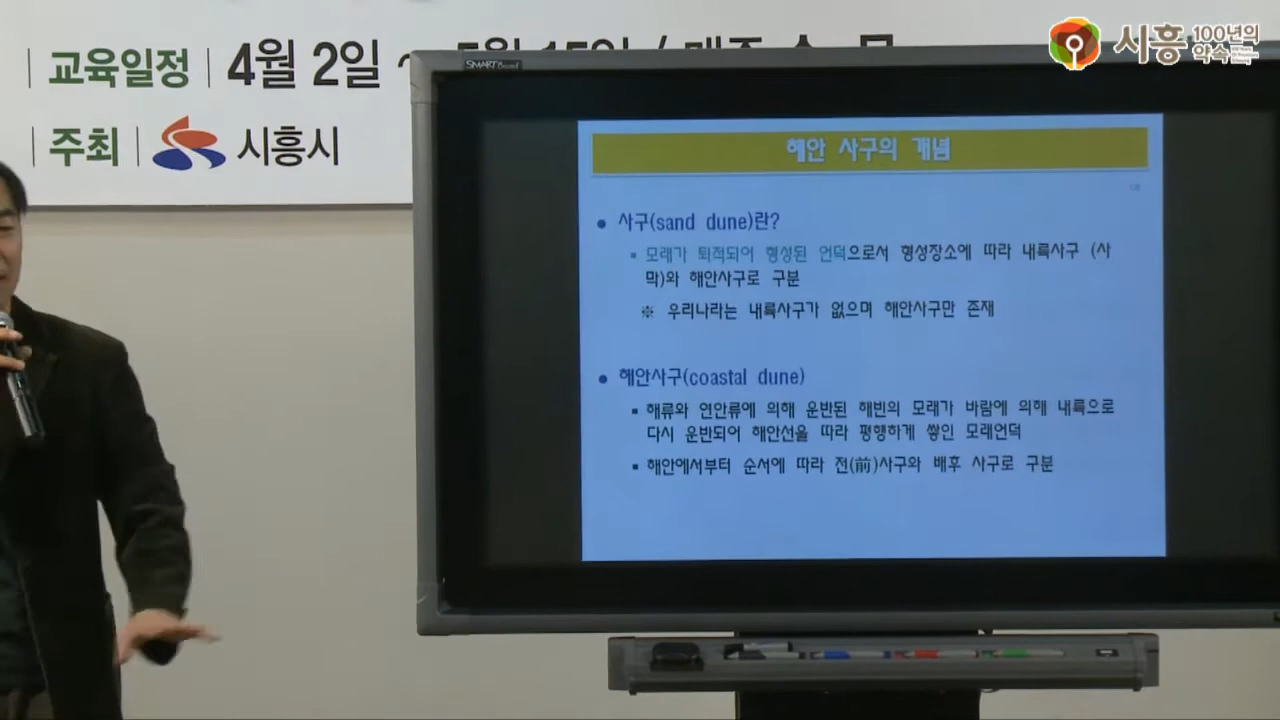 교육일정 4월 2일 ~
주최 시흥시
시흥 100년의 약속
SMART Board
해안 사구의 개념
사구(sand dune)란?
모래가 퇴적되어 형성된 언덕으로서 형성장소에 따라 내륙사구 (사
막)와 해안사구로 구분
※ 우리나라는 내륙사구가 없으며 해안사구만 존재
해안사구(coastal dune)
해류와 연안류에 의해 운반된 해빈의 모래가 바람에 의해 내륙으로
다시 운반되어 해안선을 따라 평행하게 쌓인 모래언덕
해안에서부터 순서에 따라 전(前)사구와 배후 사구로 구분